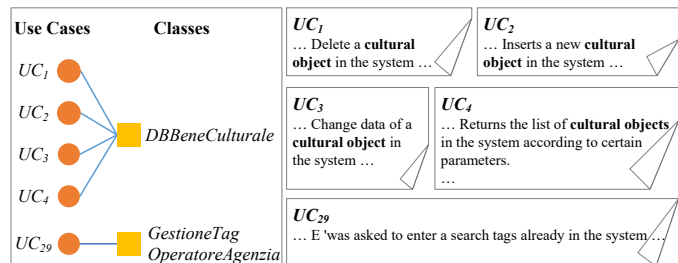 Use Cases Classes
UC1
UC2
UC3
UC4
UC29
DBBeneCulturale
GestioneTag
OperatoreAgenzia
UC1
… Delete a cultural
object in the system …
UC2
… Inserts a new cultural
object in the system …
UC3
… Change data of a
cultural object in
the system …
UC4
… Returns the list of cultural objects
in the system according to certain
parameters.
…
UC29
… E 'was asked to enter a search tags already in the system …